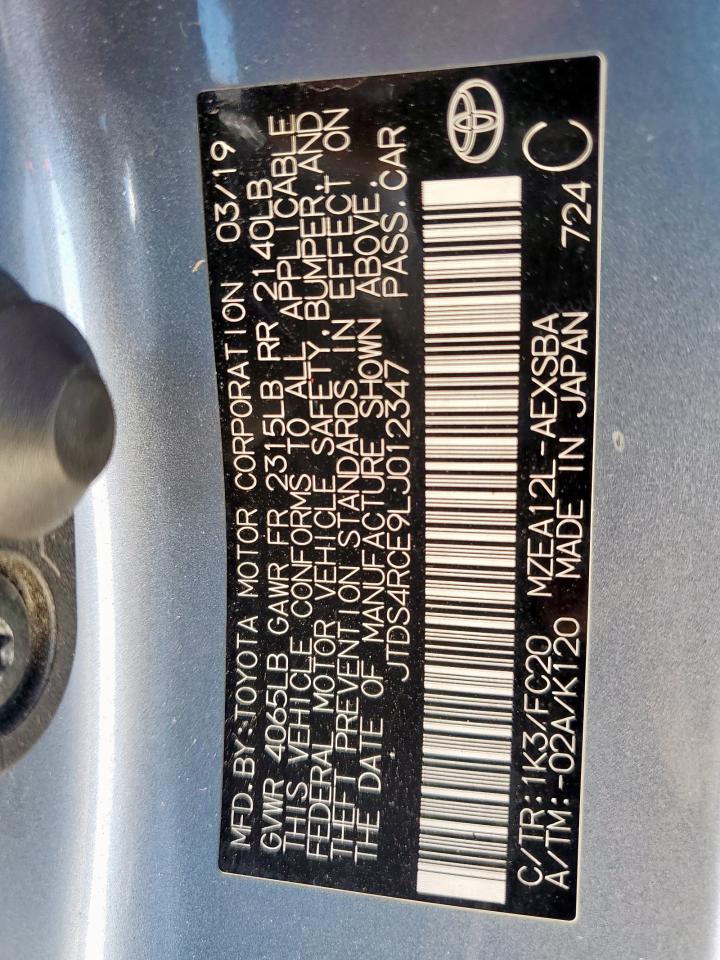 MFD.BY:TOYOTA MOTOR CORPORATION 03/19
GVWR 4065LB GAWR FR 2315LB RR 2140LB
THIS VEHICLE CONFORMS TO ALL APPLICABLE
FEDERAL MOTOR VEHICLE SAFETY, BUMPER, AND
THEFT PREVENTION STANDARDS IN EFFECT ON
THE DATE OF MANUFACTURE SHOWN ABOVE.
JTDS4RCE9LJ012347 PASS.CAR
C/TR: 1K3/FC20 MZEA12L-AEXSBA
A/TM:-02A/K120 MADE IN JAPAN 724 C